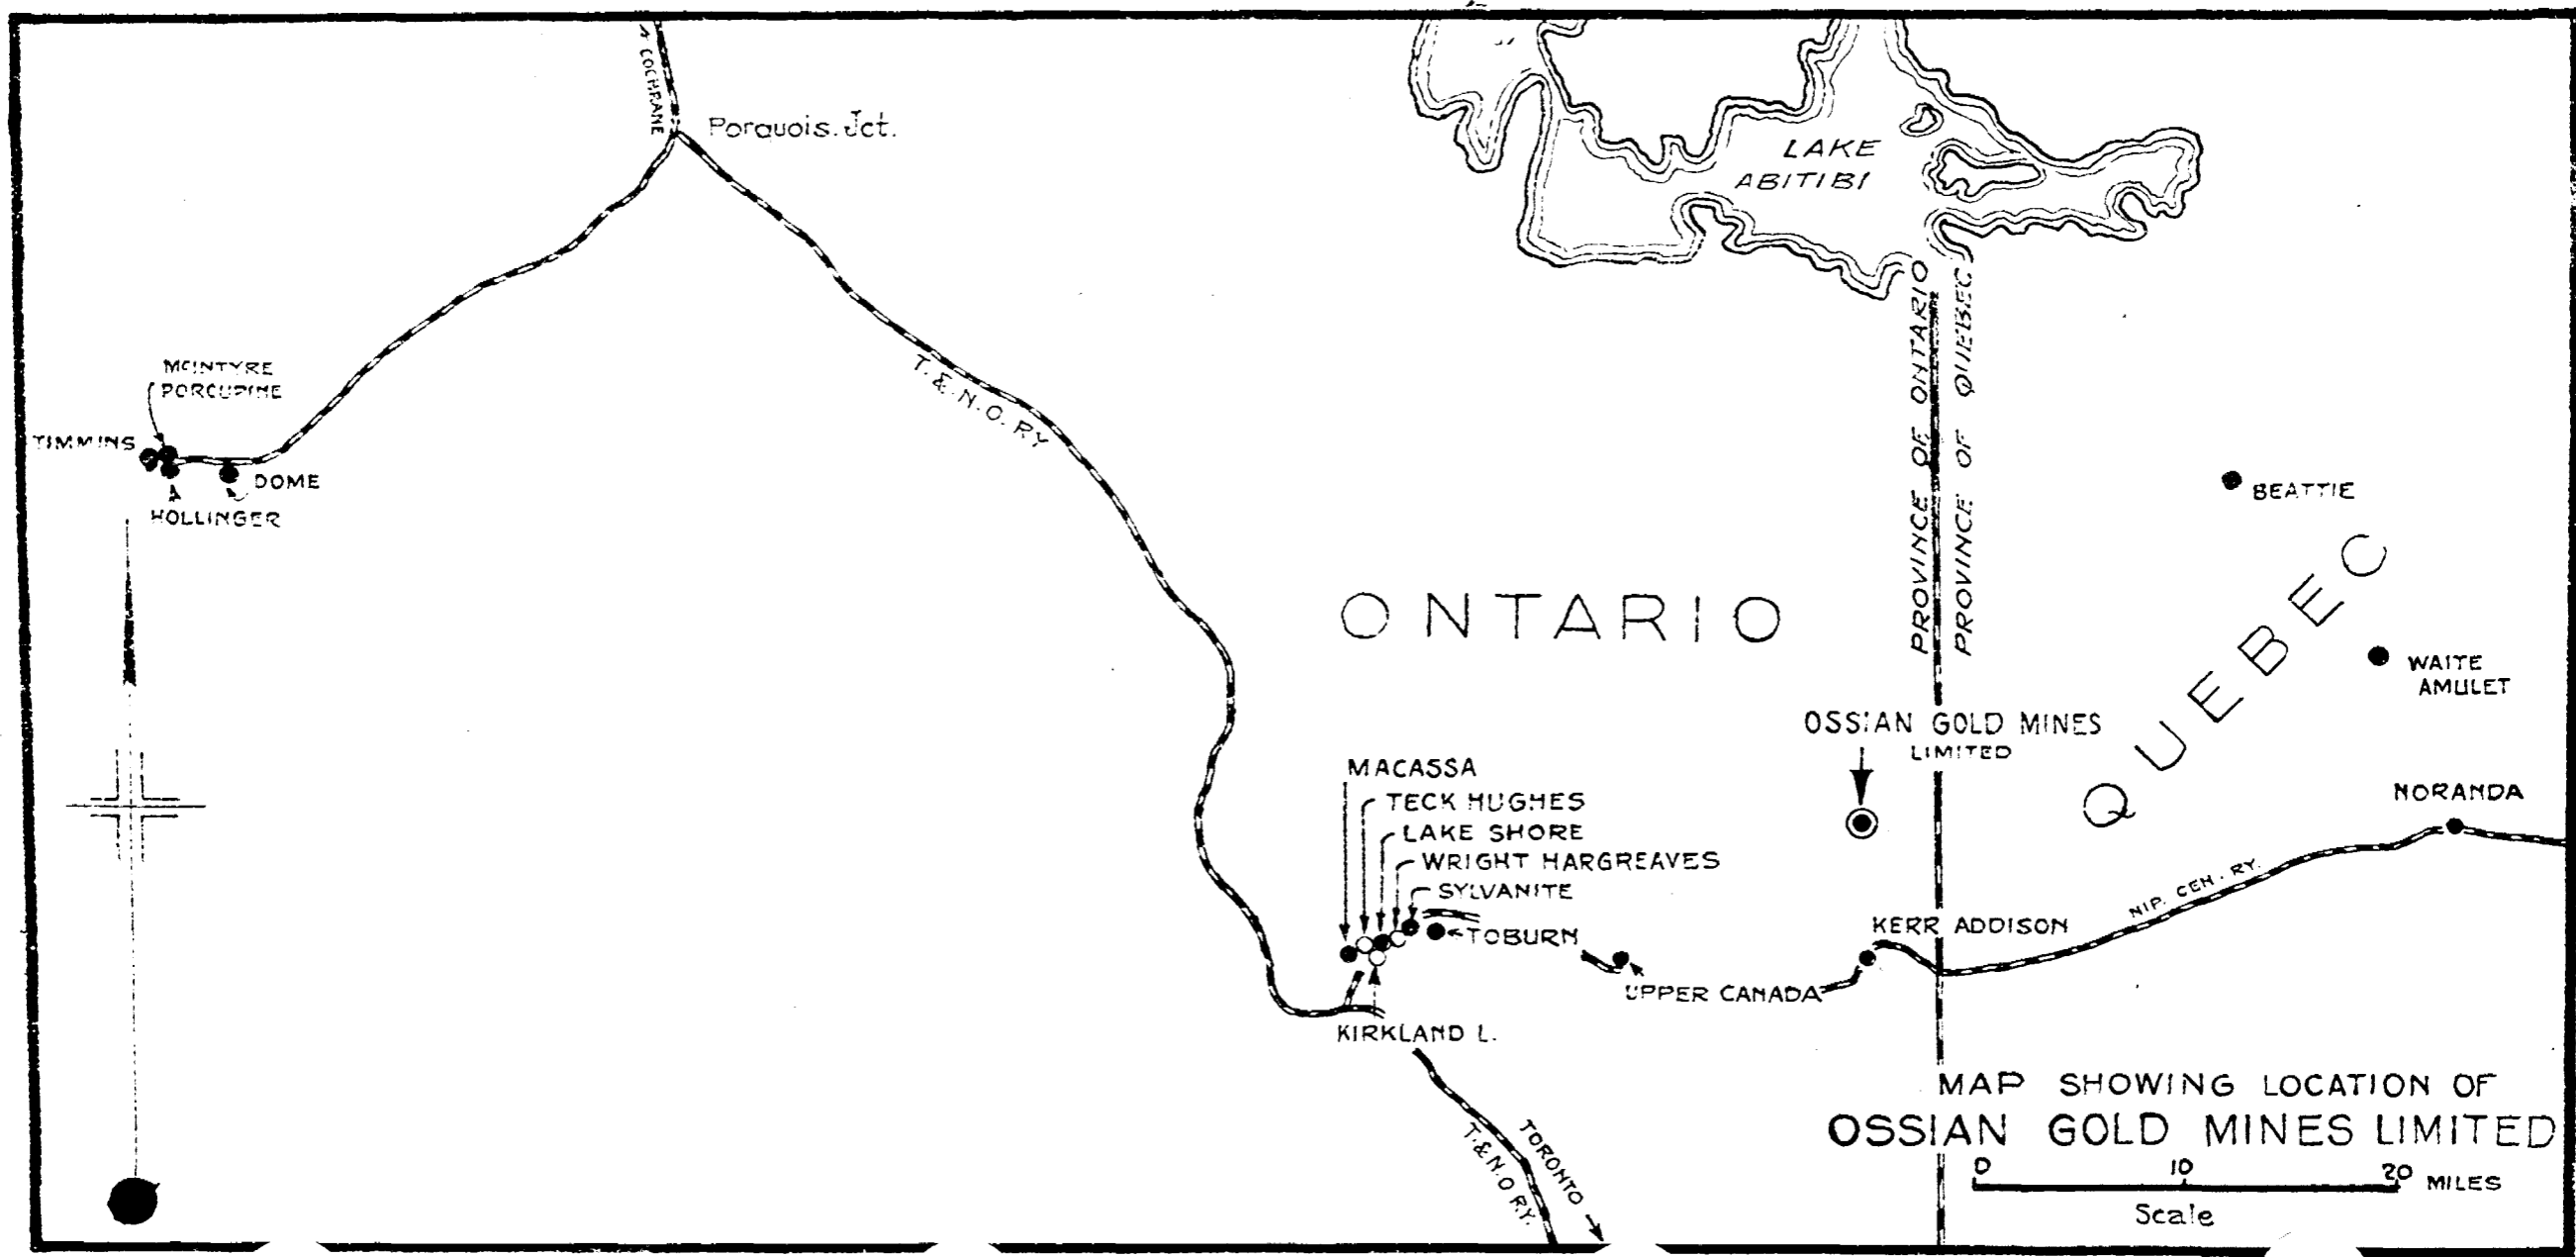 COCHRANE
Porquois. Jct.
LAKE
ABITIBI
T. & N. O. RY
MCINTYRE
PORCUPINE
TIMMINS
DOME
HOLLINGER
PROVINCE OF ONTARIO
PROVINCE OF QUEBEC
BEATTIE
ONTARIO
QUEBEC
WAITE
AMULET
OSSIAN GOLD MINES
LIMITED
MACASSA
TECK HUGHES
LAKE SHORE
WRIGHT HARGREAVES
SYLVANITE
TOBURN
NORANDA
NIP. CEN. RY.
KERR ADDISON
UPPER CANADA
KIRKLAND L.
TORONTO
T.& N.O RY.
MAP SHOWING LOCATION OF
OSSIAN GOLD MINES LIMITED
0 10 20 MILES
Scale